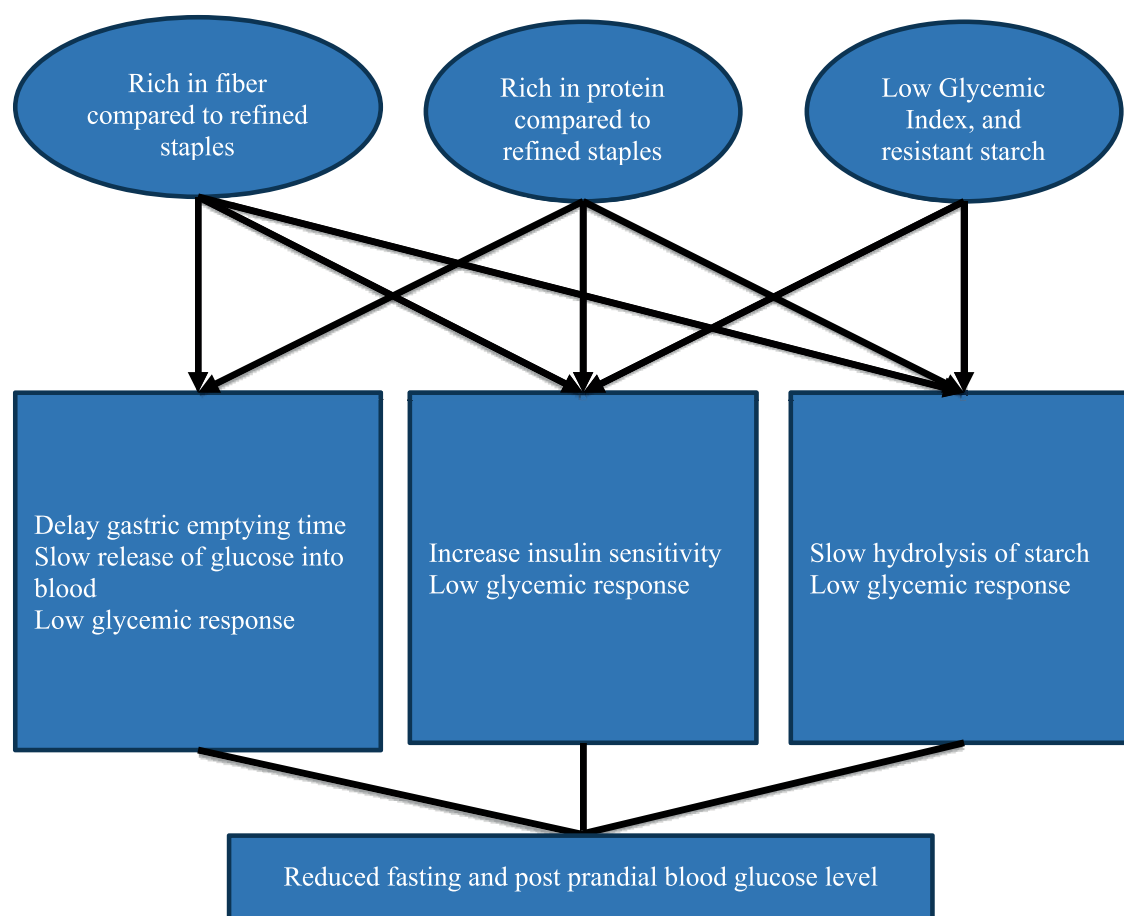 Rich in fiber
compared to refined
staples
Rich in protein
compared to
refined staples
Low Glycemic
Index, and
resistant starch
Delay gastric emptying time
Slow release of glucose into
blood
Low glycemic response
Increase insulin sensitivity
Low glycemic response
Slow hydrolysis of starch
Low glycemic response
Reduced fasting and post prandial blood glucose level